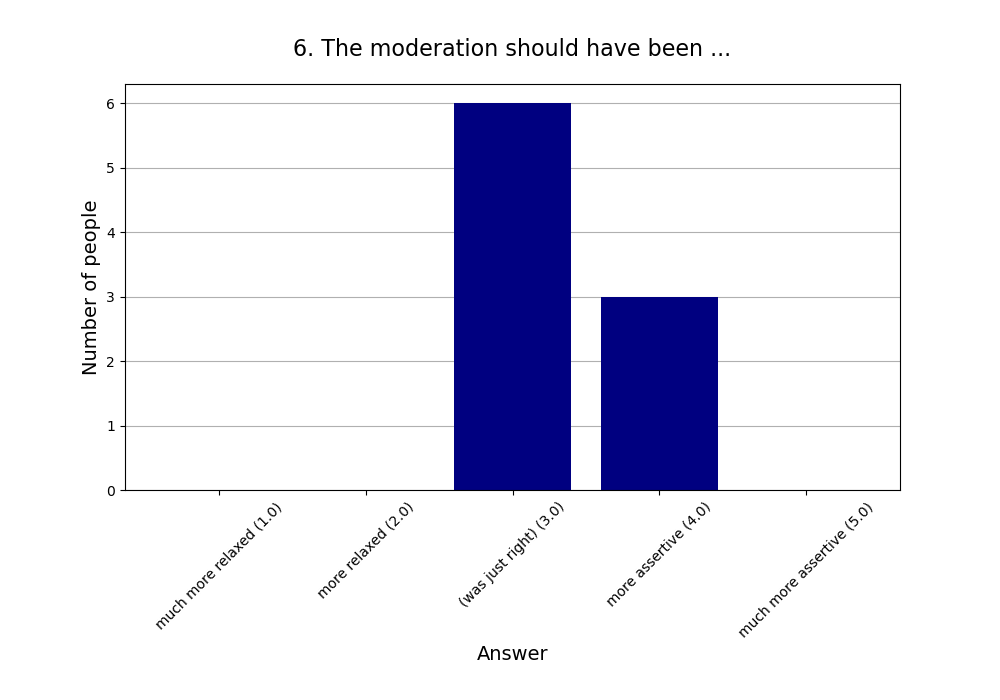 6. The moderation should have been ...
Number of people
6
5
4
3
2
1
0
much more relaxed (1.0)
more relaxed (2.0)
(was just right) (3.0)
more assertive (4.0)
much more assertive (5.0)
Answer